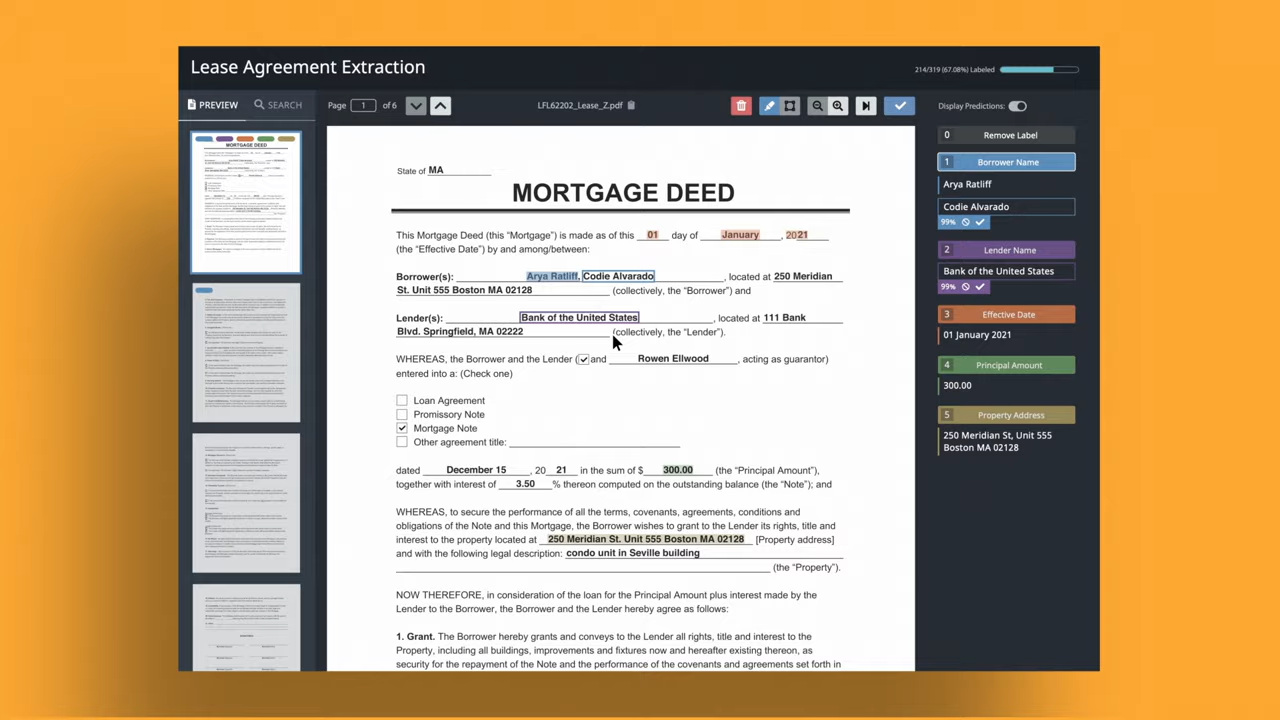 Lease Agreement Extraction
214/319 (67.08%) Labeled
PREVIEW
SEARCH
Page 1 of 6
LFL62202_Lease_Z.pdf
Display Predictions:
MORTGAGE DEED
State of MA
MORTGAGE DEED
This Mortgage Deed (this “Mortgage”) is made as of this 01 day of January, 2021
(the “Effective Date”) by and among/between:
Borrower(s): Arya Ratliff, Codie Alvarado, located at 250 Meridian
St. Unit 555 Boston MA 02128 (collectively, the “Borrower”) and
Lender(s): Bank of the United States, located at 111 Bank
Blvd. Springfield, MA 02222 (collectively, the “Lender”).
WHEREAS, the Borrower and the Lender (✓ and Rowen Ellwood, acting as guarantor)
entered into a: (Check one)
Loan Agreement
Promissory Note
Mortgage Note
Other agreement title:
dated December 15, 20 21 in the sum of $ 300.00 (the “Principal Amount”),
together with interest of 3.50 % thereon computed on the outstanding balance (the “Note”); and
WHEREAS, to secure the performance of all the terms, covenants, agreements, conditions and
obligations of the Note and this Mortgage, the Borrower wishes to grant to the Lender its rights, title and
interest to the property located at 250 Meridian St. Unit 555 Boston MA 02128 [Property address]
and with the following legal description: condo unit in Seville building
(the “Property”).
NOW THEREFORE, in consideration of the loan for the Principal Amount plus interest made by the
Lender to the Borrower, the Borrower and the Lender hereby agree as follows:
1. Grant. The Borrower hereby grants and conveys to the Lender all rights, title and interest to the
Property, including all buildings, improvements and fixtures now and hereafter existing thereon, as
security for the repayment of the Note and the performance of the covenants and agreements set forth in
0 Remove Label
1 Borrower Name
Arya Ratliff
Codie Alvarado
99%
2 Lender Name
Bank of the United States
99%
3 Effective Date
01 January 2021
4 Principal Amount
300.00
5 Property Address
250 Meridian St, Unit 555
Boston MA 02128